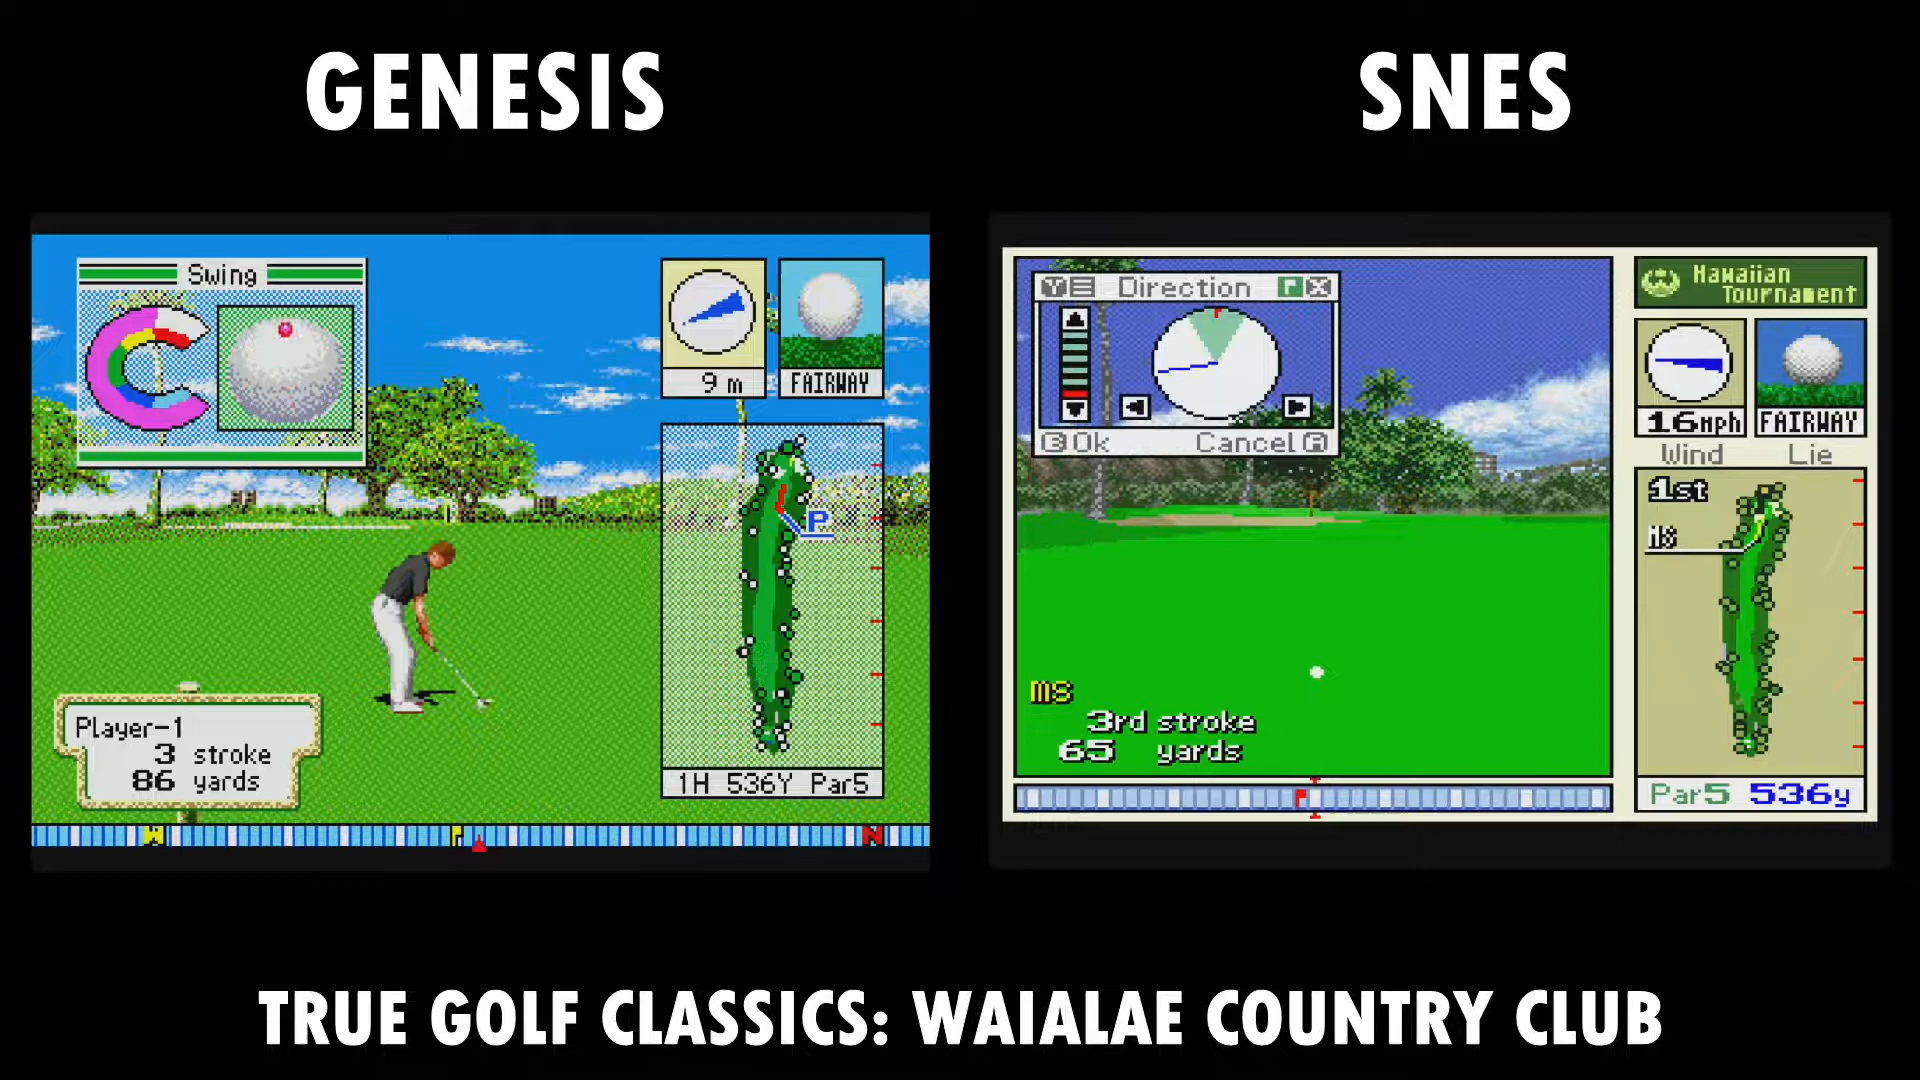 GENESIS
SNES
Swing
9 m
FAIRWAY
P
Player-1
3 stroke
86 yards
1H 536Y Par5
W
N
Y Direction X
Ok Cancel
Hawaiian
Tournament
16mph
FAIRWAY
Wind Lie
1st
ms
3rd stroke
65 yards
Par5 536y
TRUE GOLF CLASSICS: WAIALAE COUNTRY CLUB